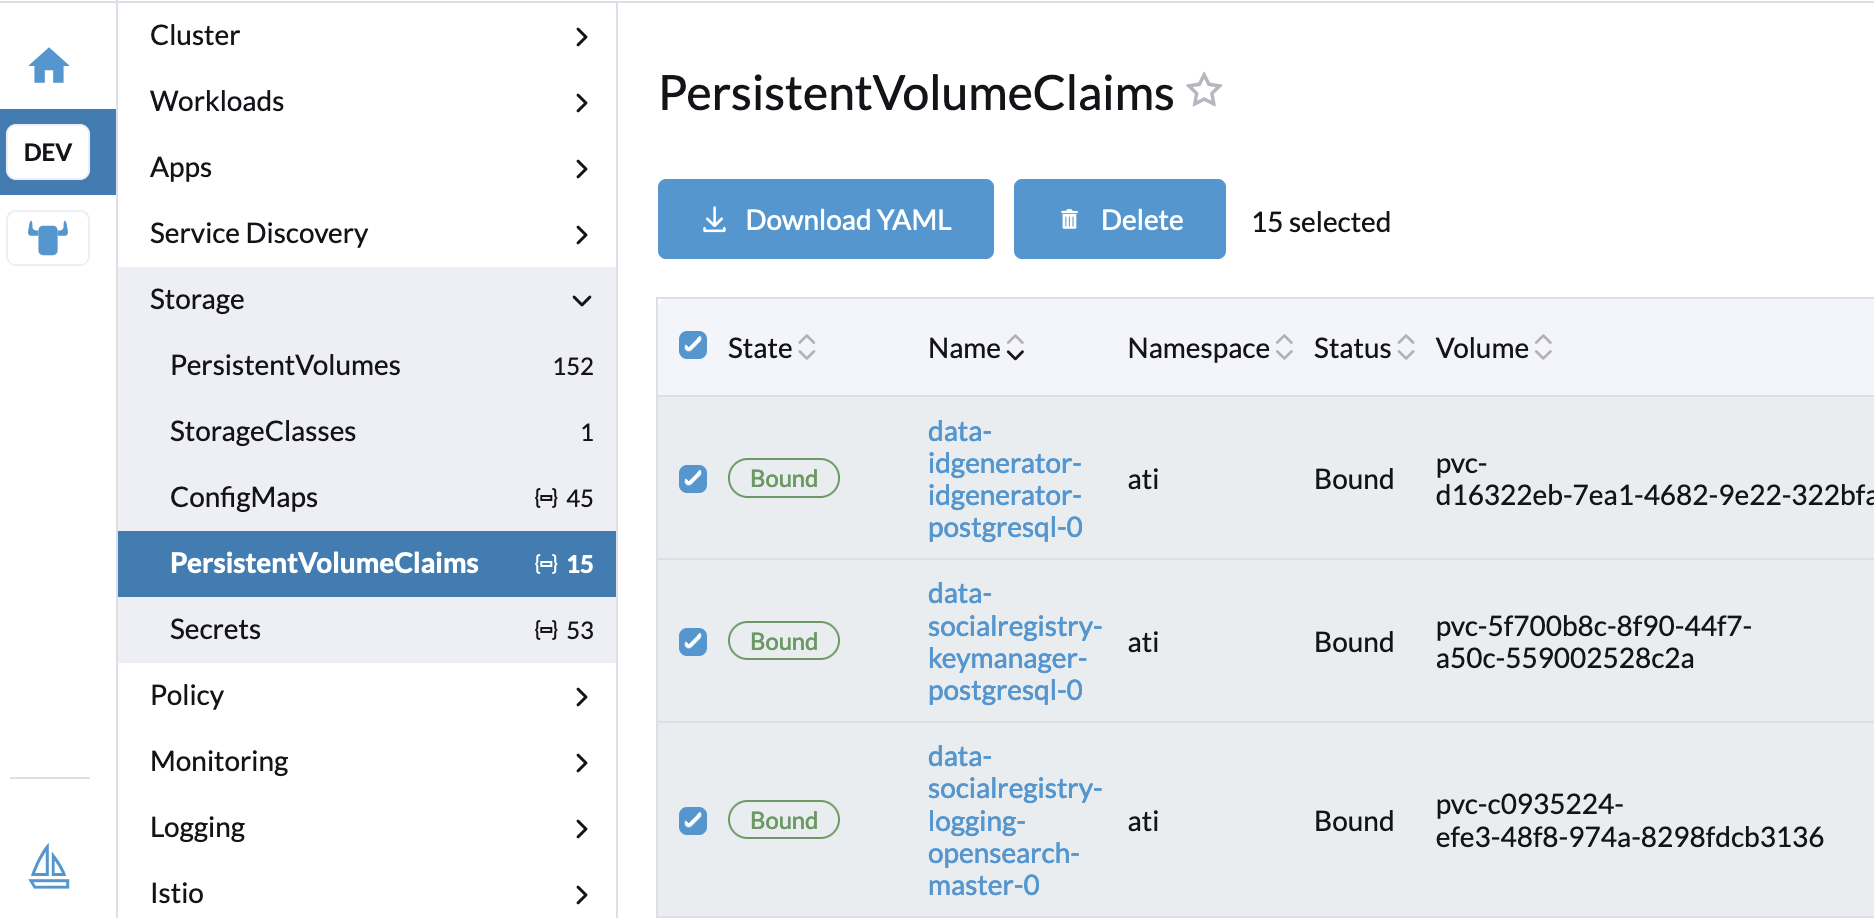 Cluster
Workloads
DEV
Apps
Service Discovery
Storage
PersistentVolumes 152
StorageClasses 1
ConfigMaps 45
PersistentVolumeClaims 15
Secrets 53
Policy
Monitoring
Logging
Istio
PersistentVolumeClaims
Download YAML Delete 15 selected
State Name Namespace Status Volume
Bound
data-
idgenerator-
idgenerator-
postgresql-0
ati
Bound
pvc-
d16322eb-7ea1-4682-9e22-322bfa
Bound
data-
socialregistry-
keymanager-
postgresql-0
ati
Bound
pvc-5f700b8c-8f90-44f7-
a50c-559002528c2a
Bound
data-
socialregistry-
logging-
opensearch-
master-0
ati
Bound
pvc-c0935224-
efe3-48f8-974a-8298fdcb3136